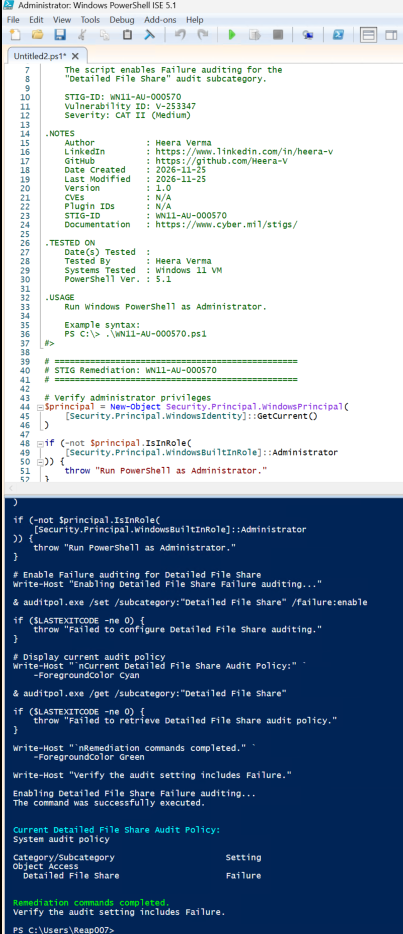 Administrator: Windows PowerShell ISE 5.1
File Edit View Tools Debug Add-ons Help
Untitled2.ps1* X
7 The script enables Failure auditing for the
8 "Detailed File Share" audit subcategory.
9
10 STIG-ID: WN11-AU-000570
11 Vulnerability ID: V-253347
12 Severity: CAT II (Medium)
13
14 .NOTES
15 Author : Heera Verma
16 LinkedIn : https://www.linkedin.com/in/heera-v
17 GitHub : https://github.com/Heera-V
18 Date Created : 2026-11-25
19 Last Modified : 2026-11-25
20 Version : 1.0
21 CVEs : N/A
22 Plugin IDs : N/A
23 STIG-ID : WN11-AU-000570
24 Documentation : https://www.cyber.mil/stigs/
25
26 .TESTED ON
27 Date(s) Tested :
28 Tested By : Heera Verma
29 Systems Tested : Windows 11 VM
30 PowerShell Ver. : 5.1
31
32 .USAGE
33 Run Windows PowerShell as Administrator.
34
35 Example syntax:
36 PS C:\> .\WN11-AU-000570.ps1
37 #>
38
39 # ================================================
40 # STIG Remediation: WN11-AU-000570
41 # ================================================
42
43 # Verify administrator privileges
44 $principal = New-Object Security.Principal.WindowsPrincipal(
45 [Security.Principal.WindowsIdentity]::GetCurrent()
46 )
47
48 if (-not $principal.IsInRole(
49 [Security.Principal.WindowsBuiltInRole]::Administrator
50 )) {
51 throw "Run PowerShell as Administrator."
52 }
)
if (-not $principal.IsInRole(
[Security.Principal.WindowsBuiltInRole]::Administrator
)) {
throw "Run PowerShell as Administrator."
}
# Enable Failure auditing for Detailed File Share
Write-Host "Enabling Detailed File Share Failure auditing..."
& auditpol.exe /set /subcategory:"Detailed File Share" /failure:enable
if ($LASTEXITCODE -ne 0) {
throw "Failed to configure Detailed File Share auditing."
}
# Display current audit policy
Write-Host "`nCurrent Detailed File Share Audit Policy:" `
-ForegroundColor Cyan
& auditpol.exe /get /subcategory:"Detailed File Share"
if ($LASTEXITCODE -ne 0) {
throw "Failed to retrieve Detailed File Share audit policy."
}
Write-Host "`nRemediation commands completed." `
-ForegroundColor Green
Write-Host "Verify the audit setting includes Failure."
Enabling Detailed File Share Failure auditing...
The command was successfully executed.
Current Detailed File Share Audit Policy:
System audit policy
Category/Subcategory Setting
Object Access
Detailed File Share Failure
Remediation commands completed.
Verify the audit setting includes Failure.
PS C:\Users\Reap007>